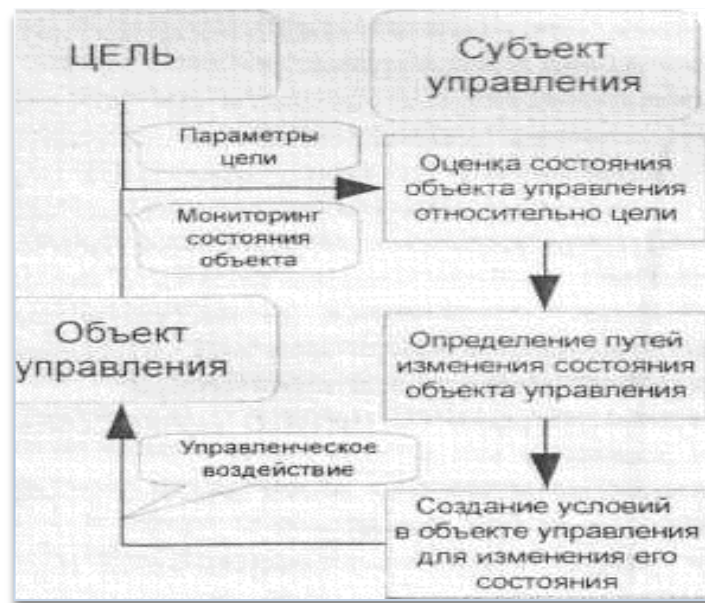 ЦЕЛЬ
Субъект
управления
Параметры
цели
Оценка состояния
объекта управления
относительно цели
Мониторинг
состояния
объекта
Объект
управления
Определение путей
изменения состояния
объекта управления
Управленческое
воздействие
Создание условий
в объекте управления
для изменения его
состояния